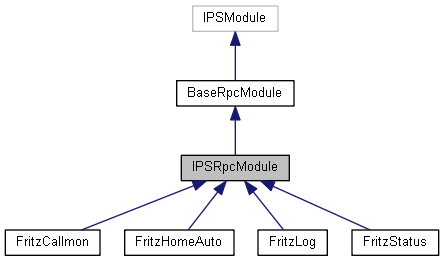 IPSModule
BaseRpcModule
IPSRpcModule
FritzCallmon
FritzHomeAuto
FritzLog
FritzStatus